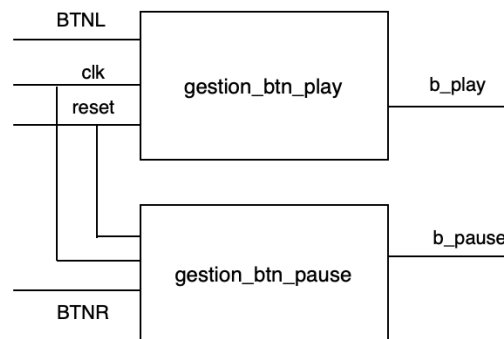 BTNL
clk
reset
gestion_btn_play
b_play
gestion_btn_pause
b_pause
BTNR